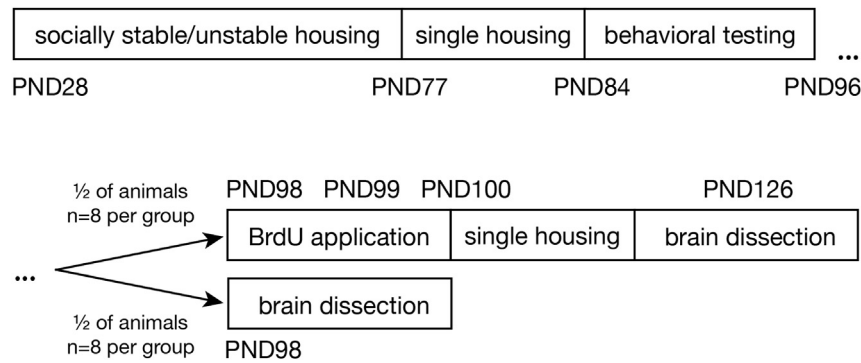 socially stable/unstable housing single housing behavioral testing ...
PND28 PND77 PND84 PND96
½ of animals
n=8 per group
PND98 PND99 PND100 PND126
BrdU application single housing brain dissection
...
brain dissection
½ of animals
n=8 per group
PND98